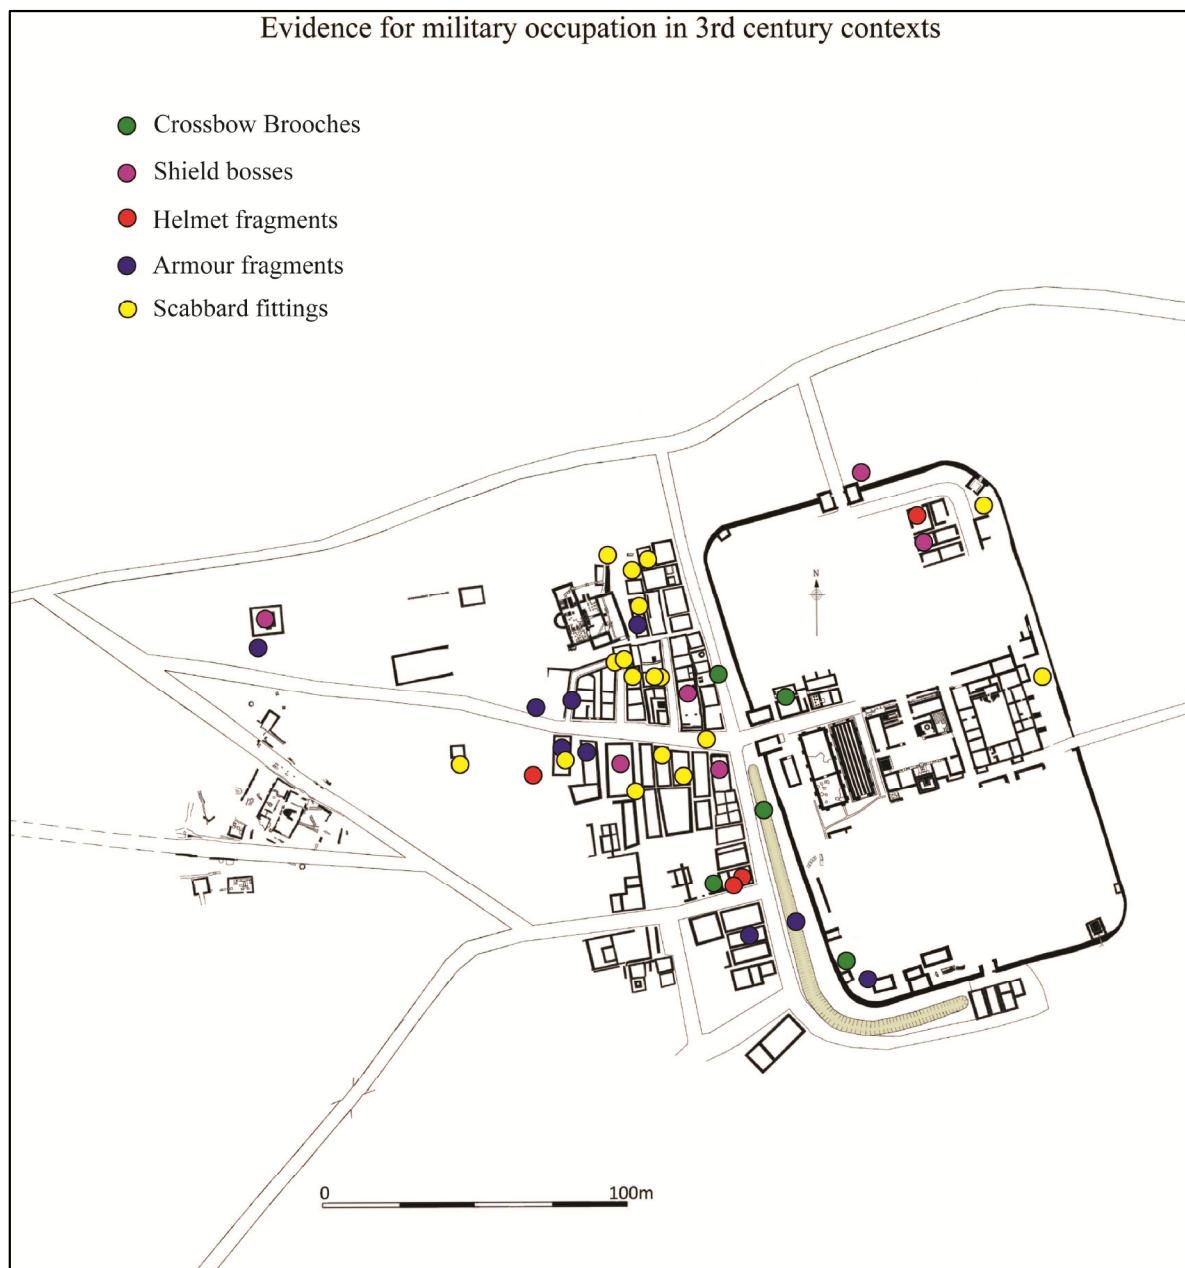 Evidence for military occupation in 3rd century contexts
Crossbow Brooches
Shield bosses
Helmet fragments
Armour fragments
Scabbard fittings
N
0 100m